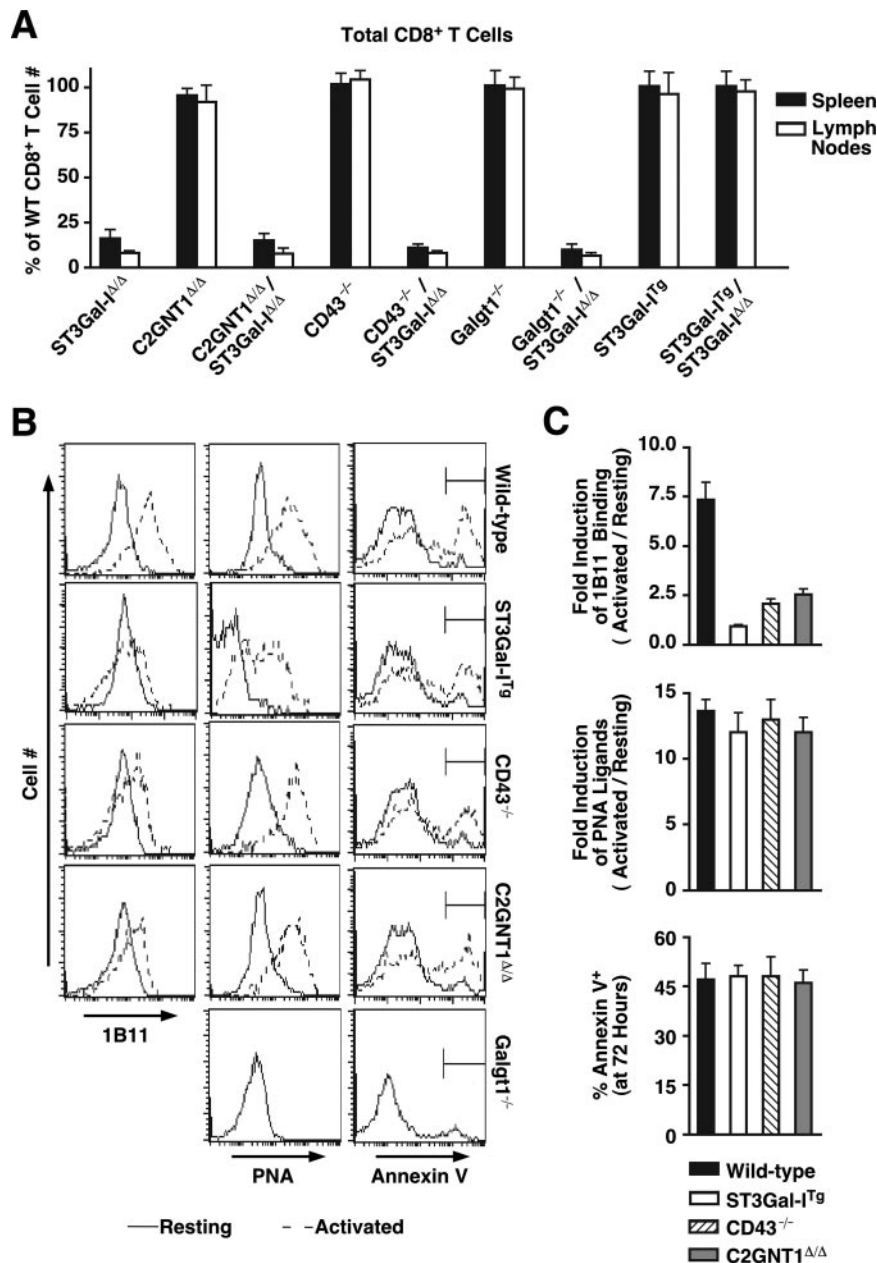 A
Total CD8+ T Cells
% of WT CD8+ T Cell #
100
75
50
25
0
Spleen
Lymph
Nodes
ST3Gal-IΔ/Δ
C2GNT1Δ/Δ
C2GNT1Δ/Δ /
ST3Gal-IΔ/Δ
CD43-/-
CD43-/- /
ST3Gal-IΔ/Δ
Galgt1-/-
Galgt1-/- /
ST3Gal-IΔ/Δ
ST3Gal-ITg
ST3Gal-ITg /
ST3Gal-IΔ/Δ
B
Cell #
Wild-type
ST3Gal-ITg
CD43-/-
C2GNT1Δ/Δ
Galgt1-/-
1B11
PNA
Annexin V
Resting
Activated
C
Fold Induction
of 1B11 Binding
( Activated / Resting)
10.0
7.5
5.0
2.5
0.0
Fold Induction
of PNA Ligands
( Activated / Resting)
15
10
5
0
% Annexin V+
(at 72 Hours)
60
45
30
15
0
Wild-type
ST3Gal-ITg
CD43-/-
C2GNT1Δ/Δ